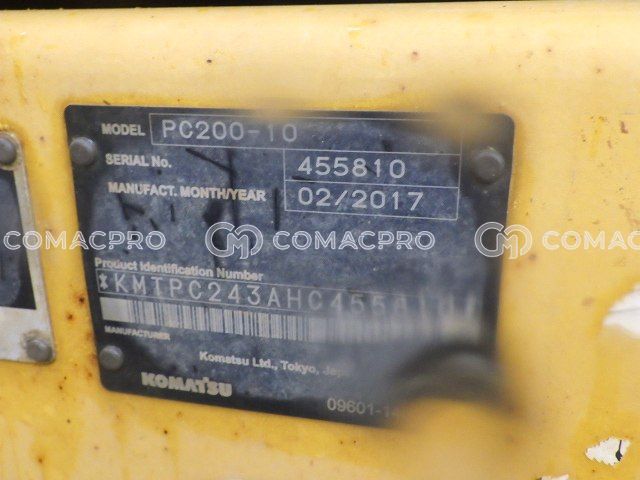 MODEL PC200-10
SERIAL No. 455810
MANUFACT. MONTH/YEAR 02/2017
COMACPRO COMACPRO
Product Identification Number
MANUFACTURER
Komatsu Ltd., Tokyo,
KOMATSU